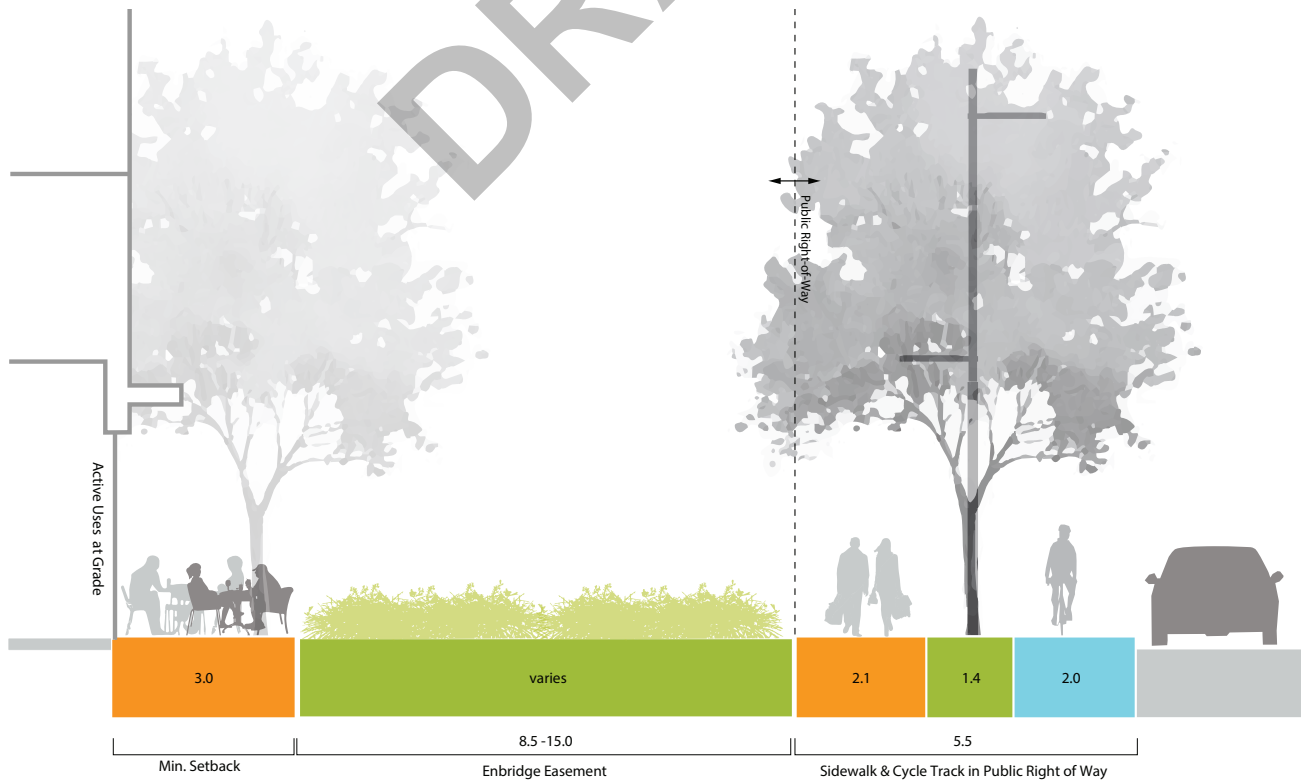 DRA
Public Right-of-Way
Active Uses at Grade
3.0
varies
2.1
1.4
2.0
8.5 -15.0
5.5
Min. Setback
Enbridge Easement
Sidewalk & Cycle Track in Public Right of Way